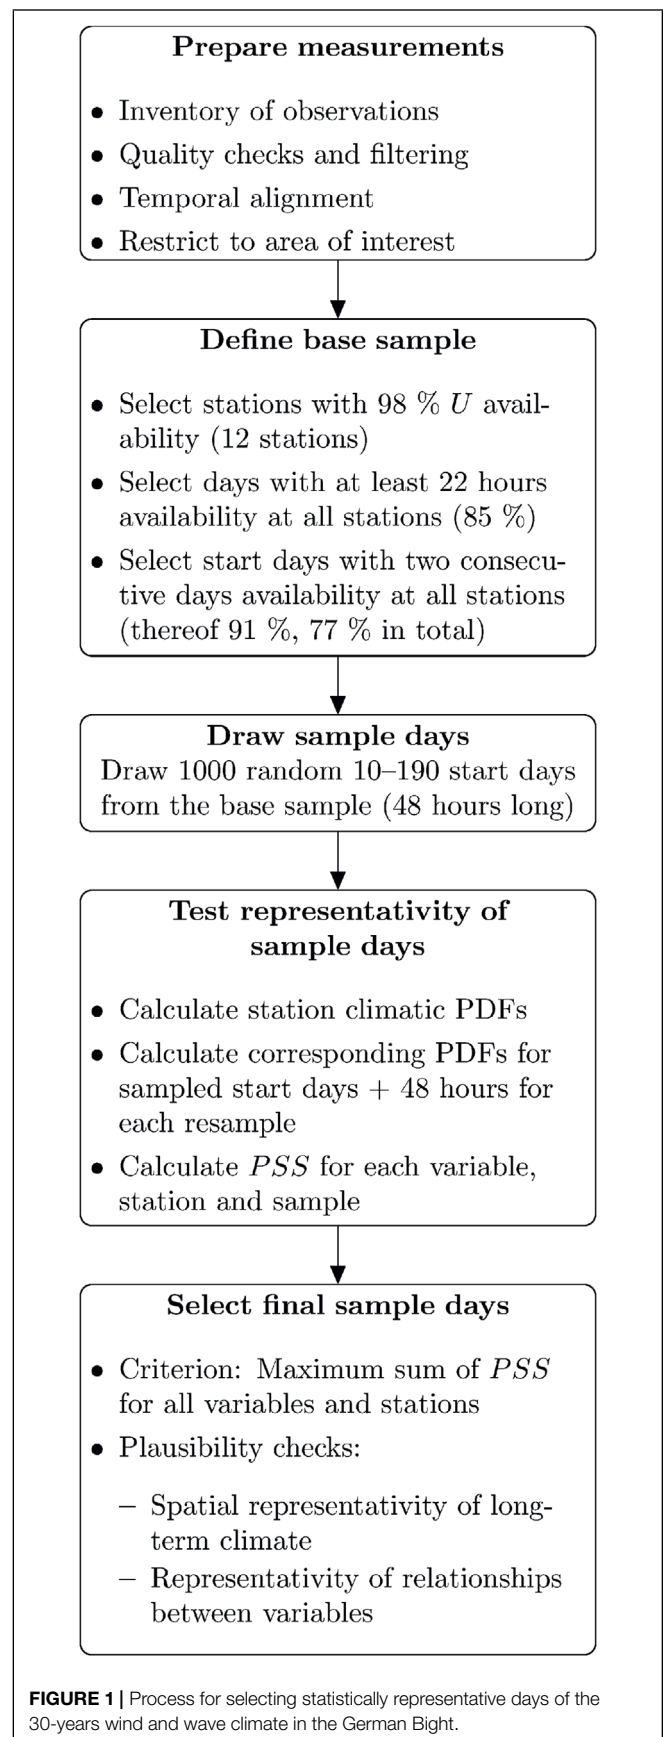 Prepare measurements
• Inventory of observations
• Quality checks and filtering
• Temporal alignment
• Restrict to area of interest
Define base sample
• Select stations with 98 % U avail-
ability (12 stations)
• Select days with at least 22 hours
availability at all stations (85 %)
• Select start days with two consecu-
tive days availability at all stations
(thereof 91 %, 77 % in total)
Draw sample days
Draw 1000 random 10–190 start days
from the base sample (48 hours long)
Test representativity of
sample days
• Calculate station climatic PDFs
• Calculate corresponding PDFs for
sampled start days + 48 hours for
each resample
• Calculate PSS for each variable,
station and sample
Select final sample days
• Criterion: Maximum sum of PSS
for all variables and stations
• Plausibility checks:
– Spatial representativity of long-
term climate
– Representativity of relationships
between variables
FIGURE 1 | Process for selecting statistically representative days of the
30-years wind and wave climate in the German Bight.